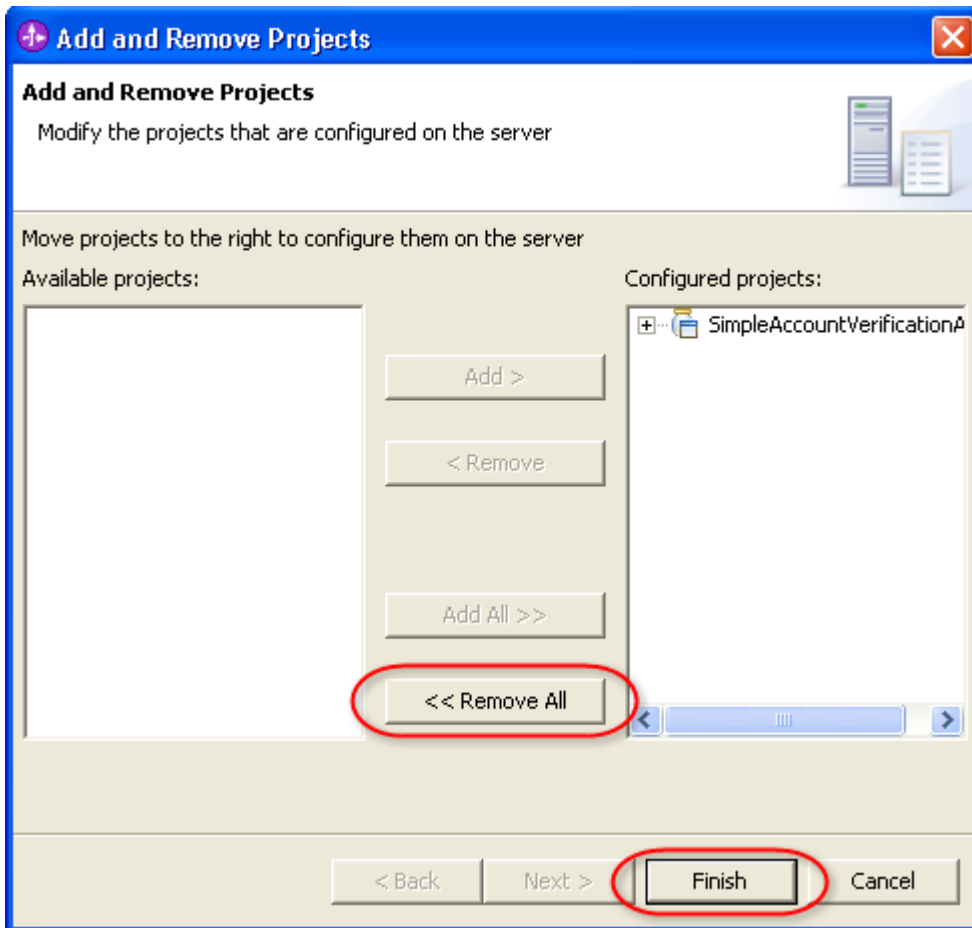 Add and Remove Projects
Add and Remove Projects
Modify the projects that are configured on the server
Move projects to the right to configure them on the server
Available projects:
Configured projects:
SimpleAccountVerificationA
Add >
< Remove
Add All >>
<< Remove All
< Back
Next >
Finish
Cancel